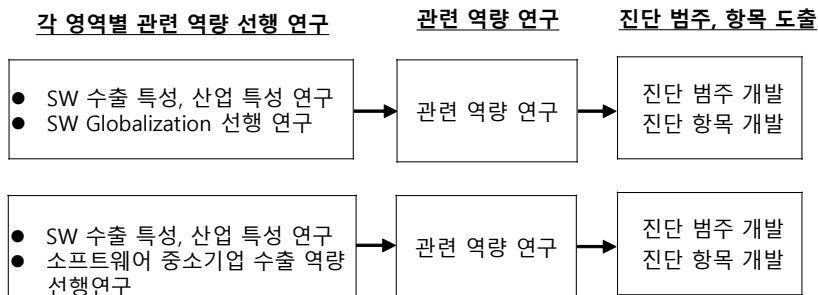 각 영역별 관련 역량 선행 연구
관련 역량 연구
진단 범주, 항목 도출
● SW 수출 특성, 산업 특성 연구
● SW Globalization 선행 연구
관련 역량 연구
진단 범주 개발
진단 항목 개발
● SW 수출 특성, 산업 특성 연구
● 소프트웨어 중소기업 수출 역량
선행연구
관련 역량 연구
진단 범주 개발
진단 항목 개발